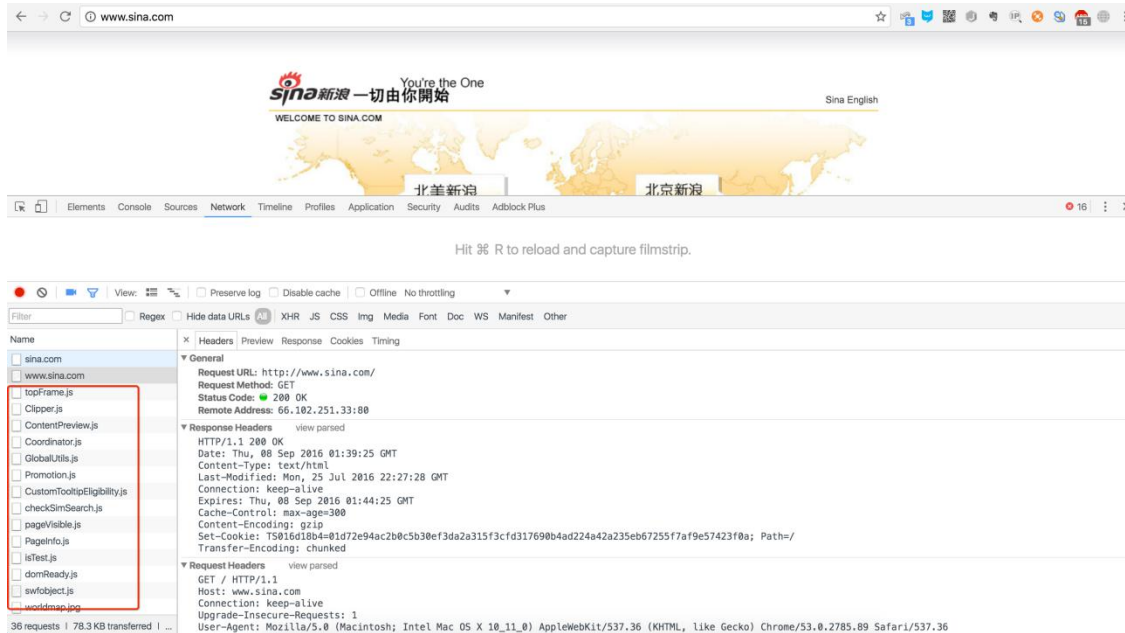 www.sina.com
3
IP
15
You're the One
sina新浪 一切由你開始
Sina English
WELCOME TO SINA.COM
北美新浪
北京新浪
Elements Console Sources Network Timeline Profiles Application Security Audits Adblock Plus
16
Hit ⌘ R to reload and capture filmstrip.
View: Preserve log Disable cache Offline No throttling
Filter Regex Hide data URLs All XHR JS CSS Img Media Font Doc WS Manifest Other
Name
× Headers Preview Response Cookies Timing
sina.com
www.sina.com
topFrame.js
Clipper.js
ContentPreview.js
Coordinator.js
GlobalUtils.js
Promotion.js
CustomTooltipEligibility.js
checkSimSearch.js
pageVisible.js
PageInfo.js
isTest.js
domReady.js
swfobject.js
worldmap.jpg
36 requests | 78.3 KB transferred | ...
▼ General
Request URL: http://www.sina.com/
Request Method: GET
Status Code: 200 OK
Remote Address: 66.102.251.33:80
▼ Response Headers view parsed
HTTP/1.1 200 OK
Date: Thu, 08 Sep 2016 01:39:25 GMT
Content-Type: text/html
Last-Modified: Mon, 25 Jul 2016 22:27:28 GMT
Connection: keep-alive
Expires: Thu, 08 Sep 2016 01:44:25 GMT
Cache-Control: max-age=300
Content-Encoding: gzip
Set-Cookie: TS016d18b4=01d72e94ac2b0c5b30ef3da2a315f3cfd317690b4ad224a42a235eb67255f7af9e57423f0a; Path=/
Transfer-Encoding: chunked
▼ Request Headers view parsed
GET / HTTP/1.1
Host: www.sina.com
Connection: keep-alive
Upgrade-Insecure-Requests: 1
User-Agent: Mozilla/5.0 (Macintosh; Intel Mac OS X 10_11_0) AppleWebKit/537.36 (KHTML, like Gecko) Chrome/53.0.2785.89 Safari/537.36